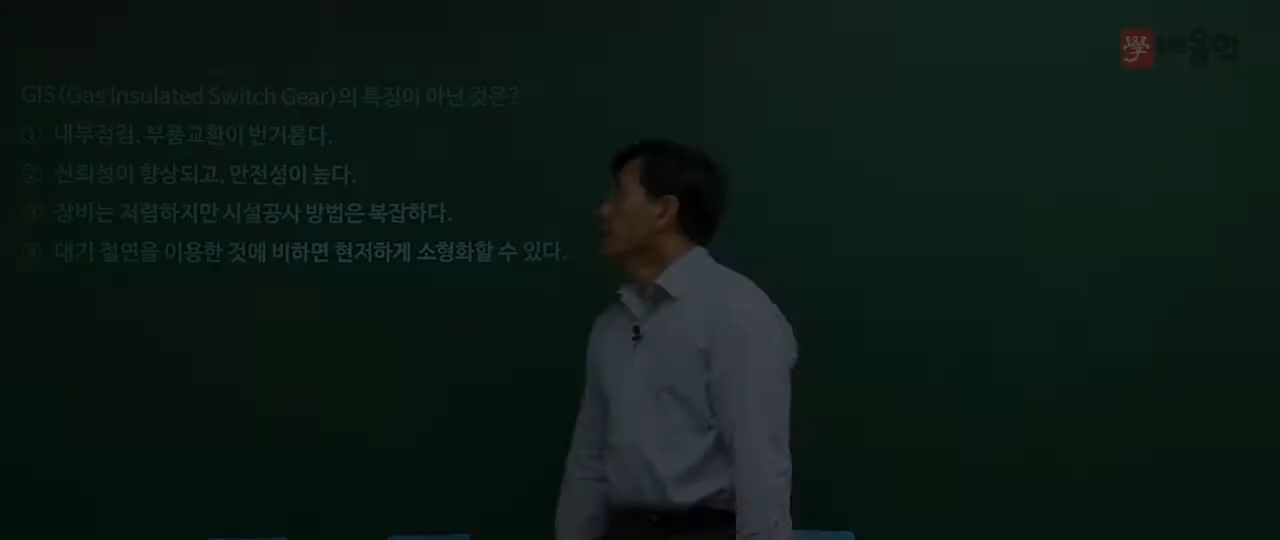 學 배울학
GIS(Gas Insulated Switch Gear)의 특징이 아닌 것은?
① 내부점검, 부품교환이 번거롭다.
② 신뢰성이 향상되고, 안전성이 높다.
③ 장비는 저렴하지만 시설공사 방법은 복잡하다.
④ 대기 절연을 이용한 것에 비하면 현저하게 소형화할 수 있다.